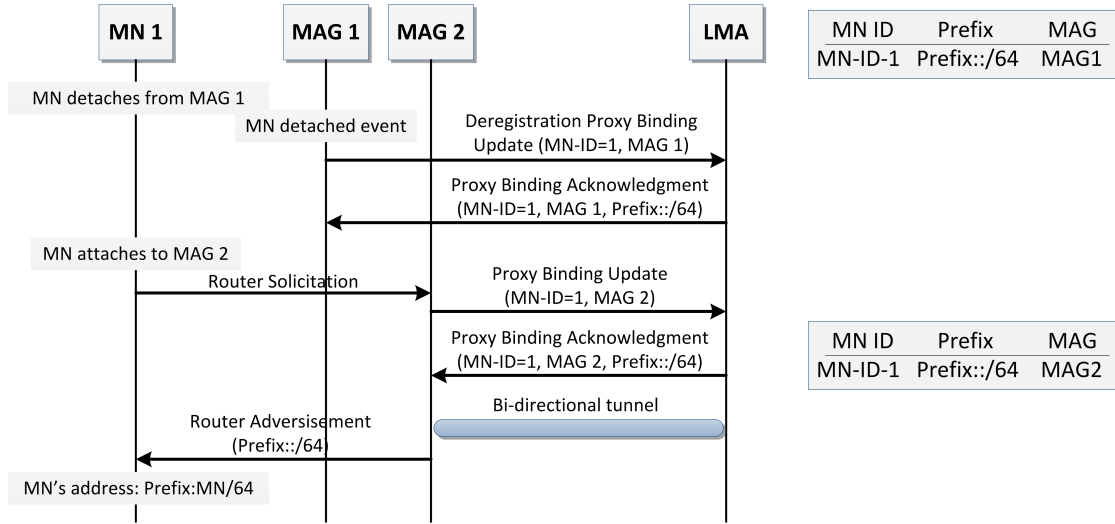 MN 1
MAG 1
MAG 2
LMA
MN ID Prefix MAG
MN-ID-1 Prefix::/64 MAG1
MN detaches from MAG 1
MN detached event
Deregistration Proxy Binding
Update (MN-ID=1, MAG 1)
Proxy Binding Acknowledgment
(MN-ID=1, MAG 1, Prefix::/64)
MN attaches to MAG 2
Router Solicitation
Proxy Binding Update
(MN-ID=1, MAG 2)
Proxy Binding Acknowledgment
(MN-ID=1, MAG 2, Prefix::/64)
MN ID Prefix MAG
MN-ID-1 Prefix::/64 MAG2
Bi-directional tunnel
Router Adversisement
(Prefix::/64)
MN’s address: Prefix:MN/64